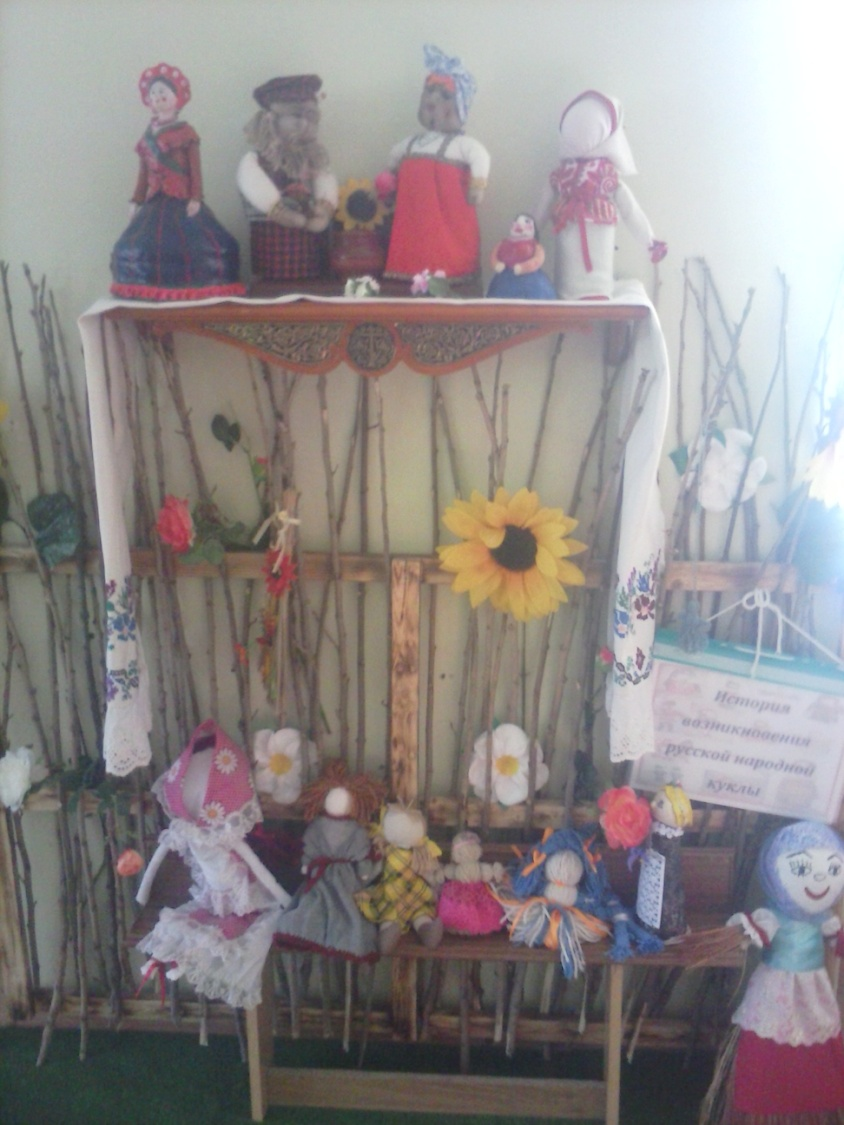 История
возникновения
русской народной
куклы